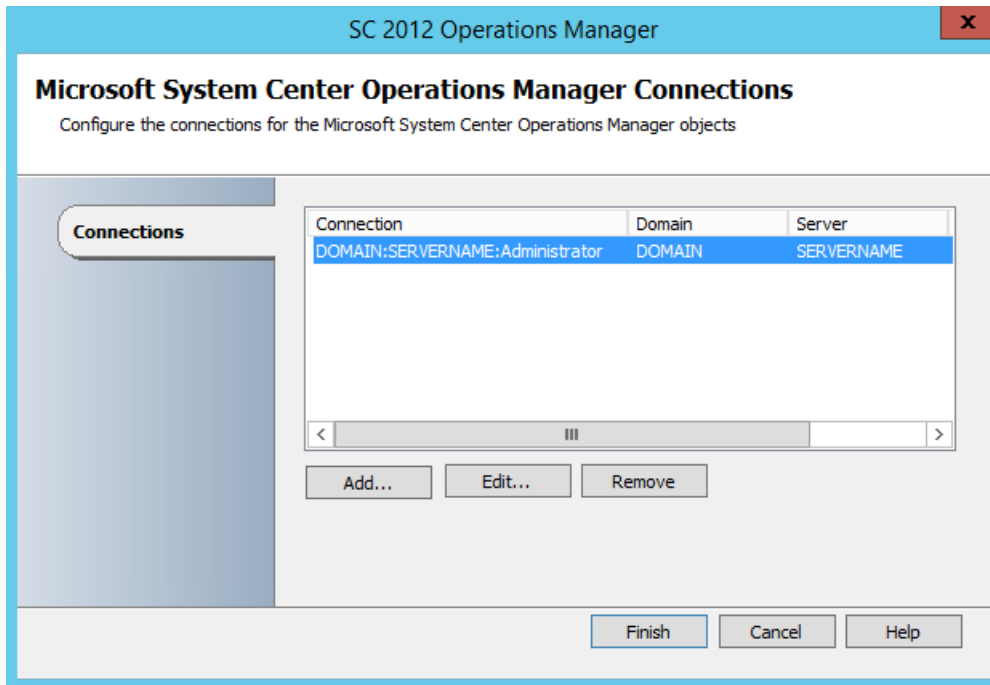 SC 2012 Operations Manager
x
Microsoft System Center Operations Manager Connections
Configure the connections for the Microsoft System Center Operations Manager objects
Connections
Connection Domain Server
DOMAIN:SERVERNAME:Administrator DOMAIN SERVERNAME
Add... Edit... Remove
Finish Cancel Help